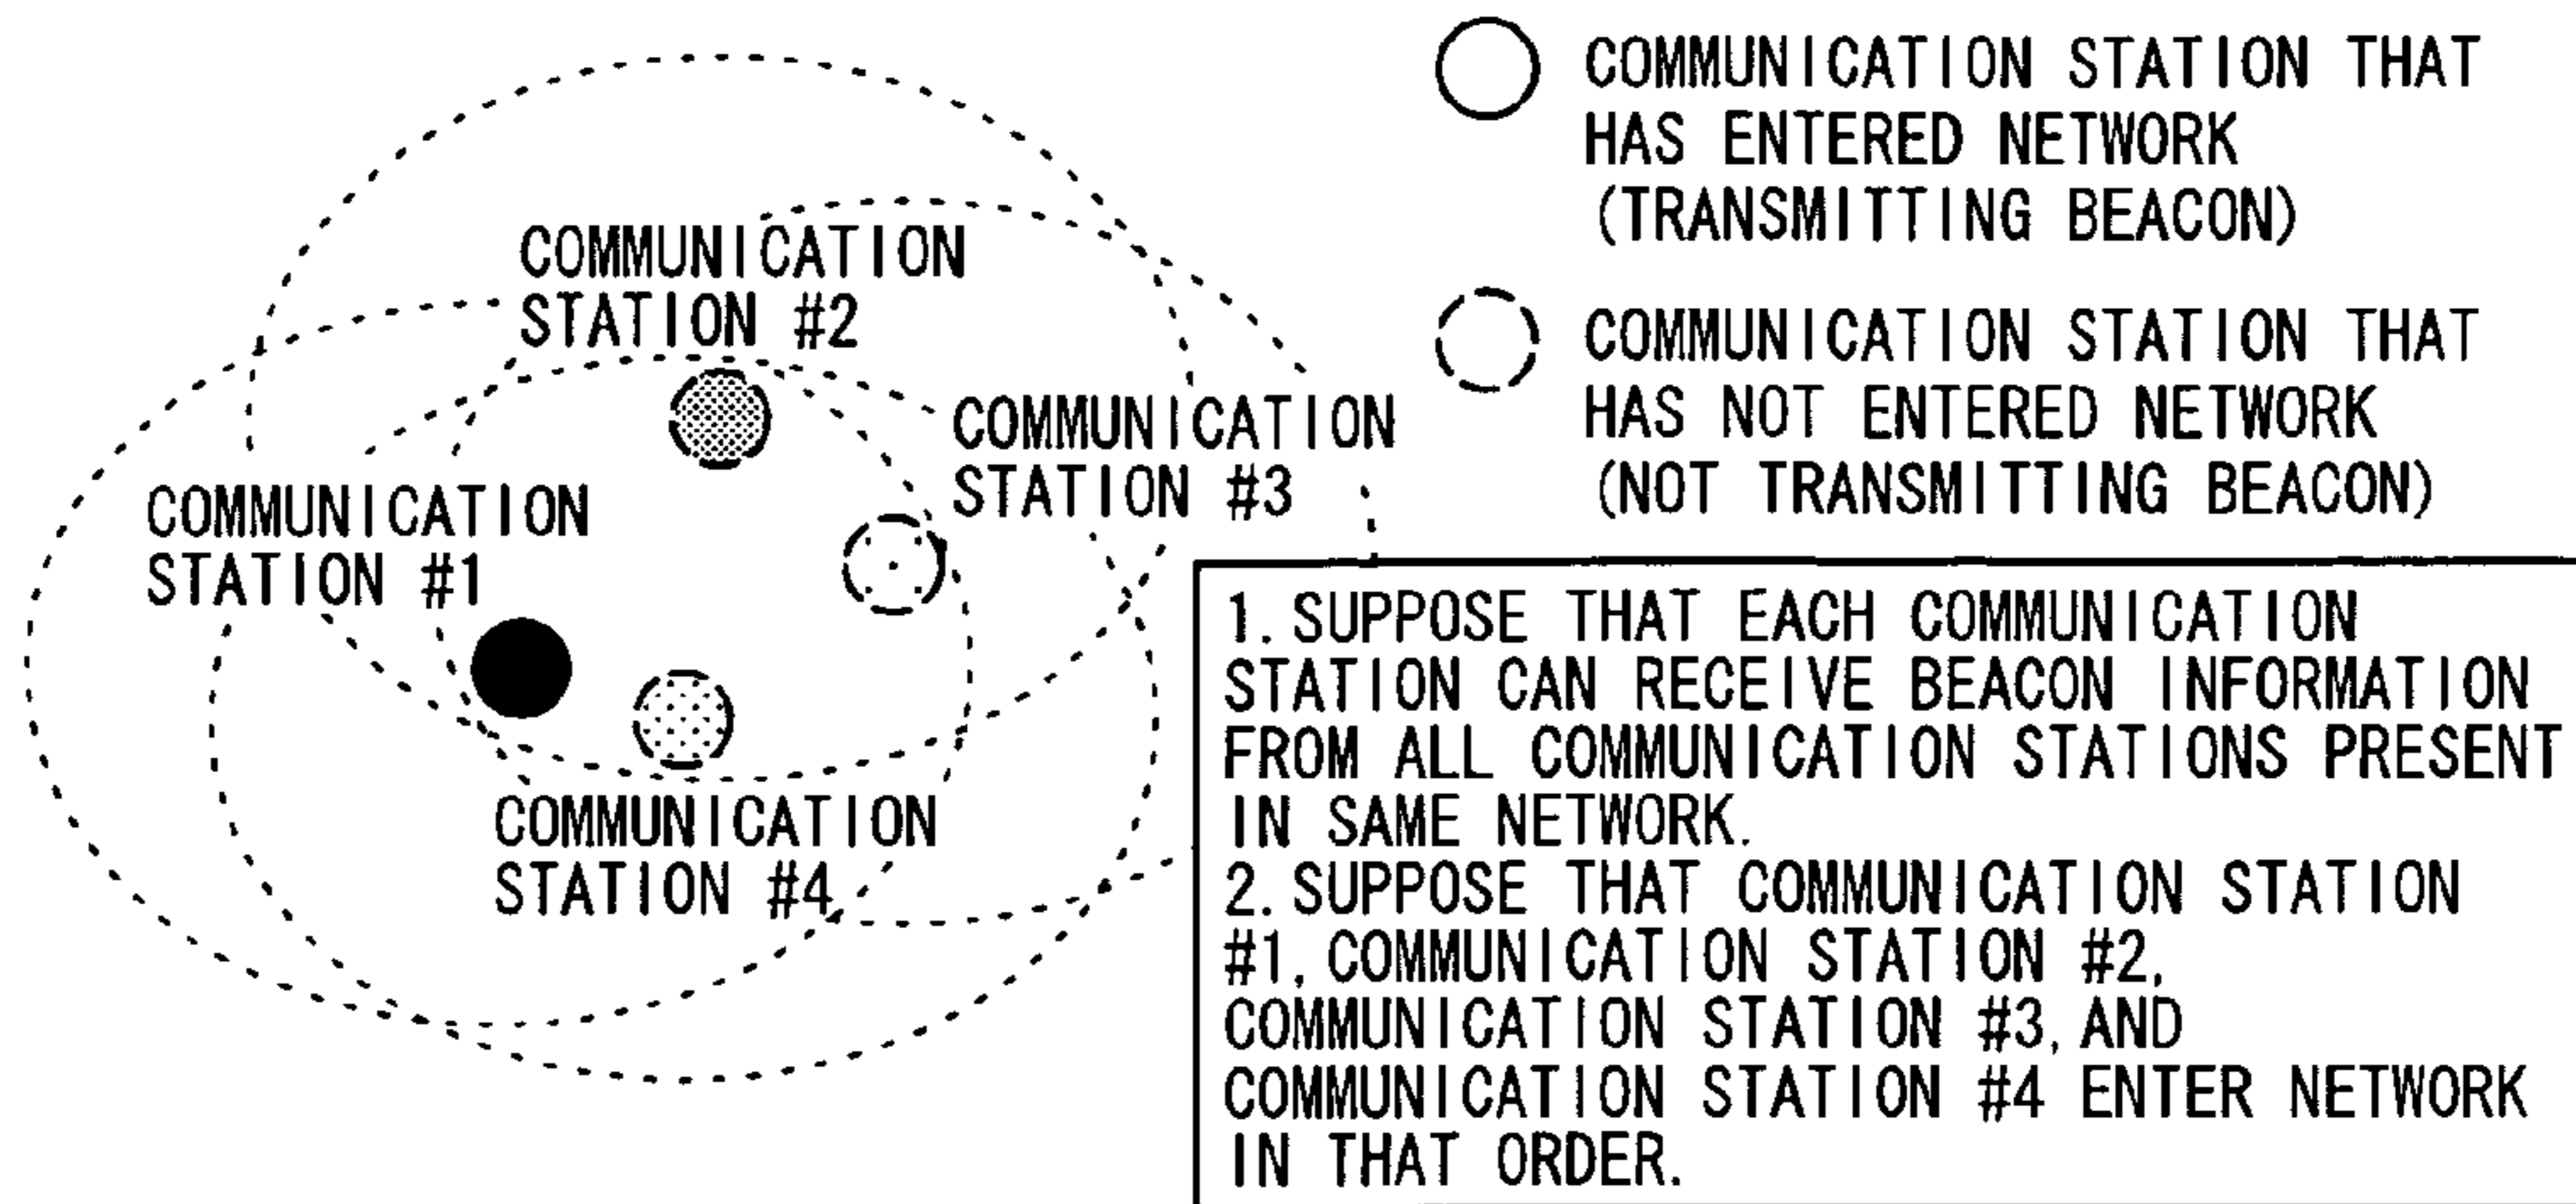 COMMUNICATION STATION THAT
HAS ENTERED NETWORK
(TRANSMITTING BEACON)
COMMUNICATION
STATION #2
COMMUNICATION STATION THAT
HAS NOT ENTERED NETWORK
(NOT TRANSMITTING BEACON)
COMMUNICATION
STATION #3
COMMUNICATION
STATION #1
COMMUNICATION
STATION #4
1. SUPPOSE THAT EACH COMMUNICATION
STATION CAN RECEIVE BEACON INFORMATION
FROM ALL COMMUNICATION STATIONS PRESENT
IN SAME NETWORK.
2. SUPPOSE THAT COMMUNICATION STATION
#1, COMMUNICATION STATION #2,
COMMUNICATION STATION #3, AND
COMMUNICATION STATION #4 ENTER NETWORK
IN THAT ORDER.